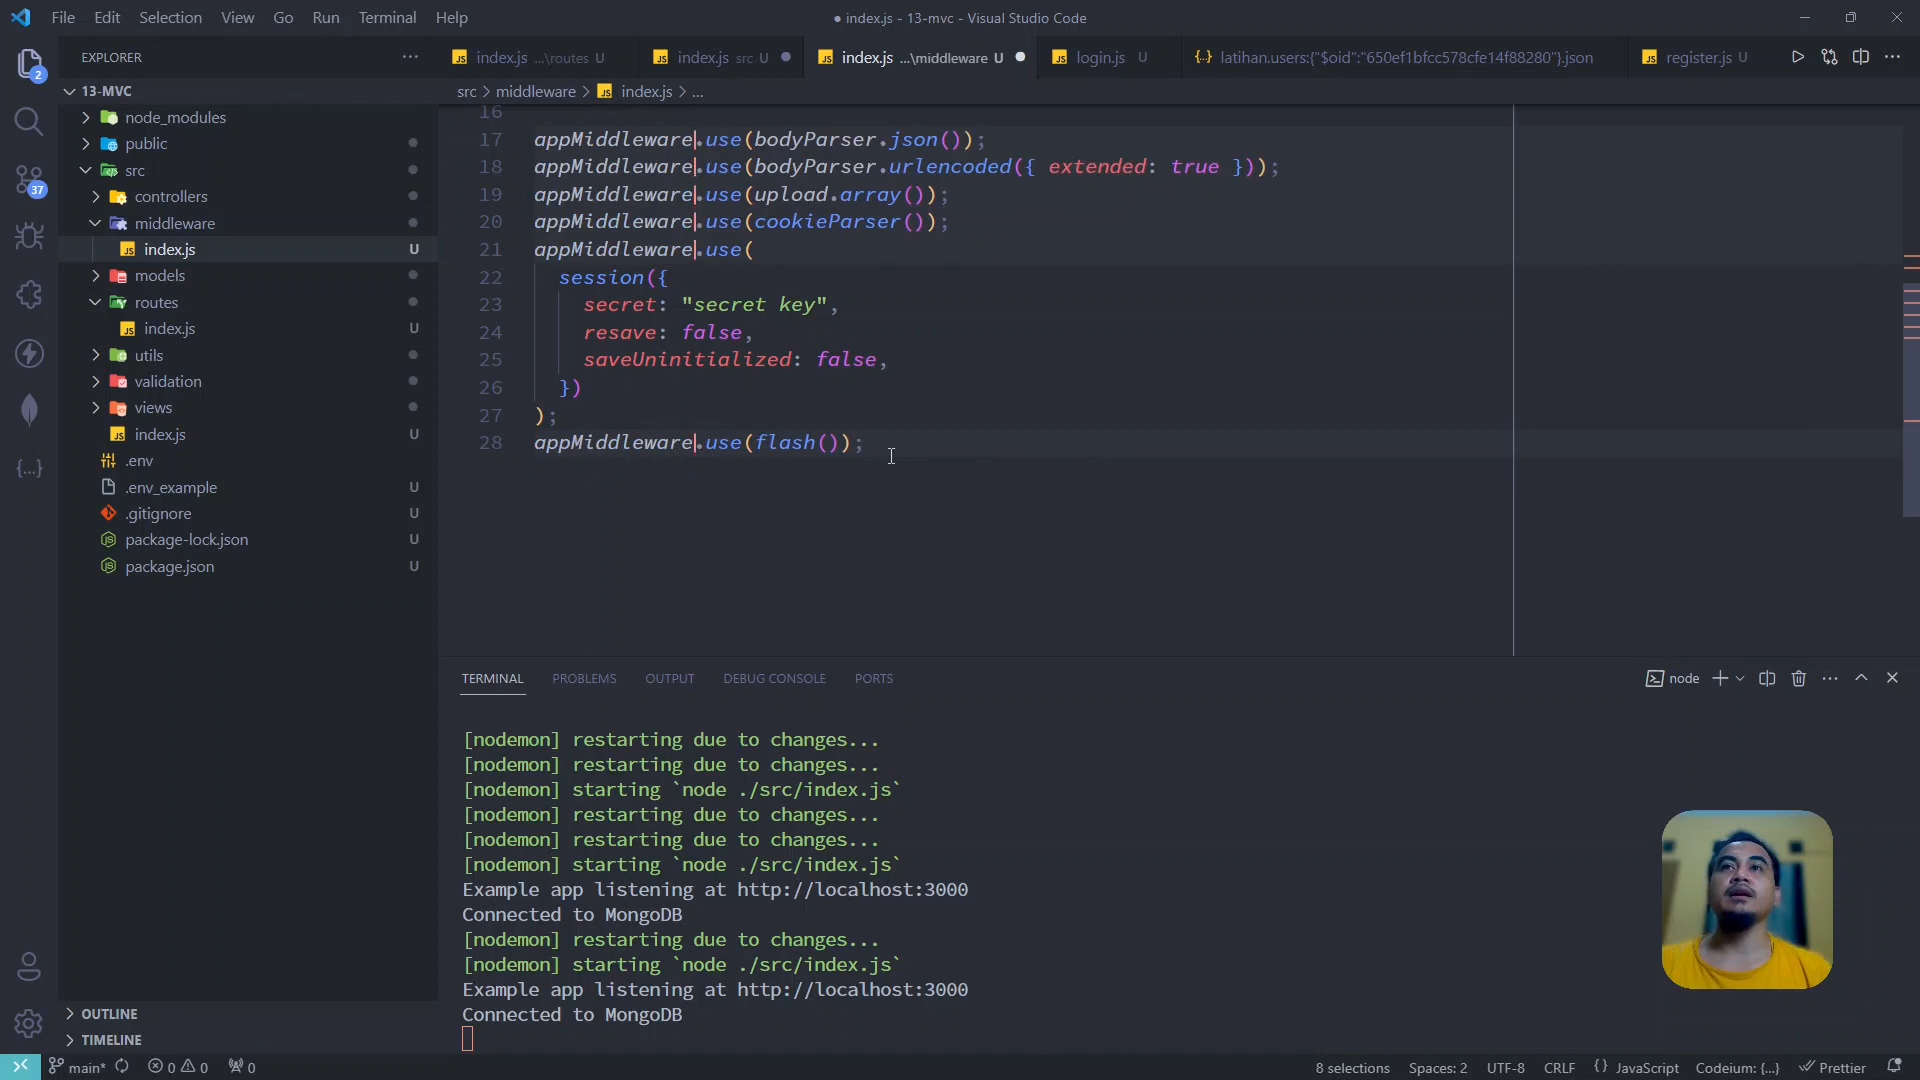 File Edit Selection View Go Run Terminal Help
● index.js - 13-mvc - Visual Studio Code
EXPLORER
index.js ...\routes U
index.js src U
index.js ...\middleware U
login.js U
latihan.users:{"$oid":"650ef1bfcc578cfe14f88280"}.json
register.js U
src > middleware > index.js > ...
13-MVC
node_modules
public
src
controllers
middleware
index.js U
models
routes
index.js U
utils
validation
views
index.js U
.env
.env_example U
.gitignore U
package-lock.json U
package.json U
OUTLINE
TIMELINE
2
37
16
17 appMiddleware.use(bodyParser.json());
18 appMiddleware.use(bodyParser.urlencoded({ extended: true }));
19 appMiddleware.use(upload.array());
20 appMiddleware.use(cookieParser());
21 appMiddleware.use(
22 session({
23 secret: "secret key",
24 resave: false,
25 saveUninitialized: false,
26 })
27 );
28 appMiddleware.use(flash());
TERMINAL PROBLEMS OUTPUT DEBUG CONSOLE PORTS
node
[nodemon] restarting due to changes...
[nodemon] restarting due to changes...
[nodemon] starting `node ./src/index.js`
[nodemon] restarting due to changes...
[nodemon] restarting due to changes...
[nodemon] starting `node ./src/index.js`
Example app listening at http://localhost:3000
Connected to MongoDB
[nodemon] restarting due to changes...
[nodemon] starting `node ./src/index.js`
Example app listening at http://localhost:3000
Connected to MongoDB
main* 0 0 0
8 selections Spaces: 2 UTF-8 CRLF {} JavaScript Codeium: {...} Prettier